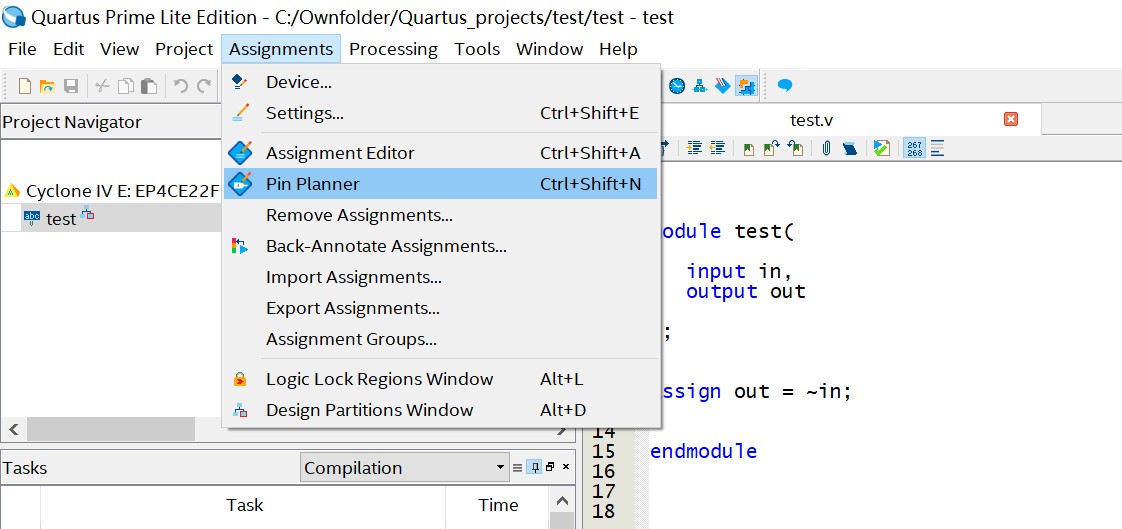 Quartus Prime Lite Edition - C:/Ownfolder/Quartus_projects/test/test - test
File Edit View Project Assignments Processing Tools Window Help
Device...
Settings... Ctrl+Shift+E
Project Navigator
test.v
Assignment Editor Ctrl+Shift+A
267
268
Cyclone IV E: EP4CE22F
Pin Planner Ctrl+Shift+N
abc test
Remove Assignments...
odule test(
Back-Annotate Assignments...
Import Assignments...
input in,
Export Assignments...
output out
Assignment Groups...
;
Logic Lock Regions Window Alt+L
ssign out = ~in;
Design Partitions Window Alt+D
14
15 endmodule
16
17
18
Tasks Compilation
Task Time